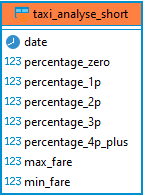 taxi_analyse_short
date
123 percentage_zero
123 percentage_1p
123 percentage_2p
123 percentage_3p
123 percentage_4p_plus
123 max_fare
123 min_fare